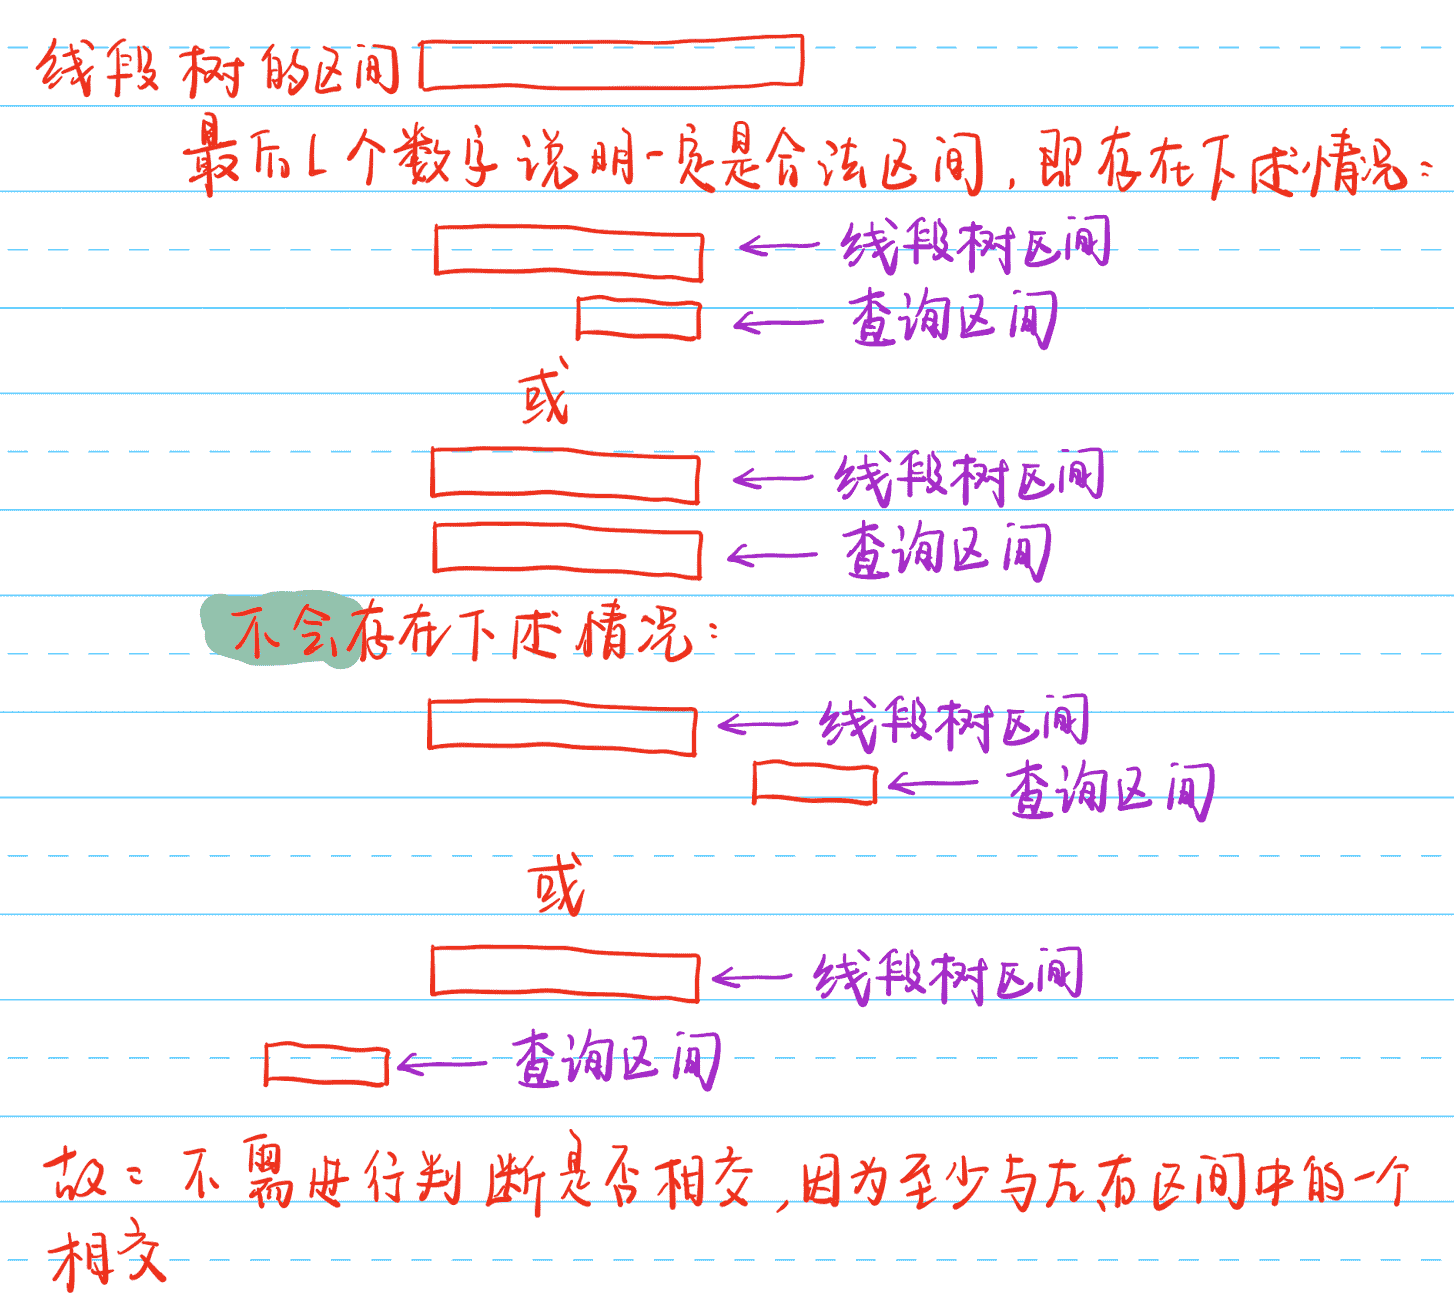 线段树的区间
最后L个数字说明一定是合法区间,即存在下述情况:
线段树区间
查询区间
或
线段树区间
查询区间
不会存在下述情况:
线段树区间
查询区间
或
线段树区间
查询区间
故:不需进行判断是否相交,因为至少与左右区间中的一个
相交